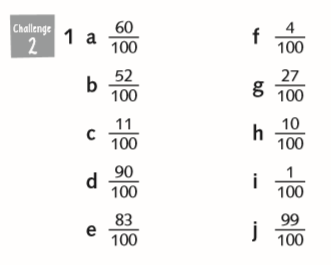 Challenge 2
1 a 60/100
b 52/100
c 11/100
d 90/100
e 83/100
f 4/100
g 27/100
h 10/100
i 1/100
j 99/100